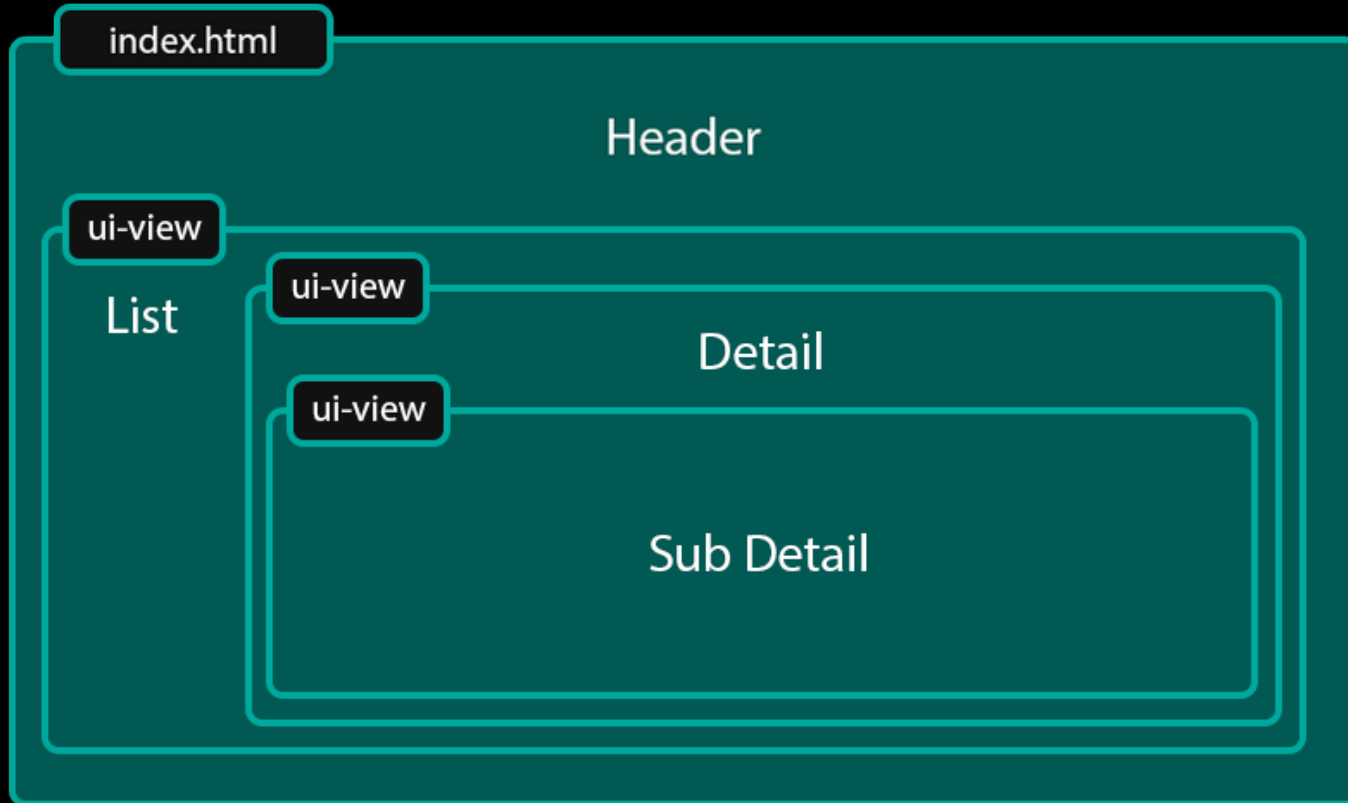 index.html
Header
ui-view
List
ui-view
Detail
ui-view
Sub Detail